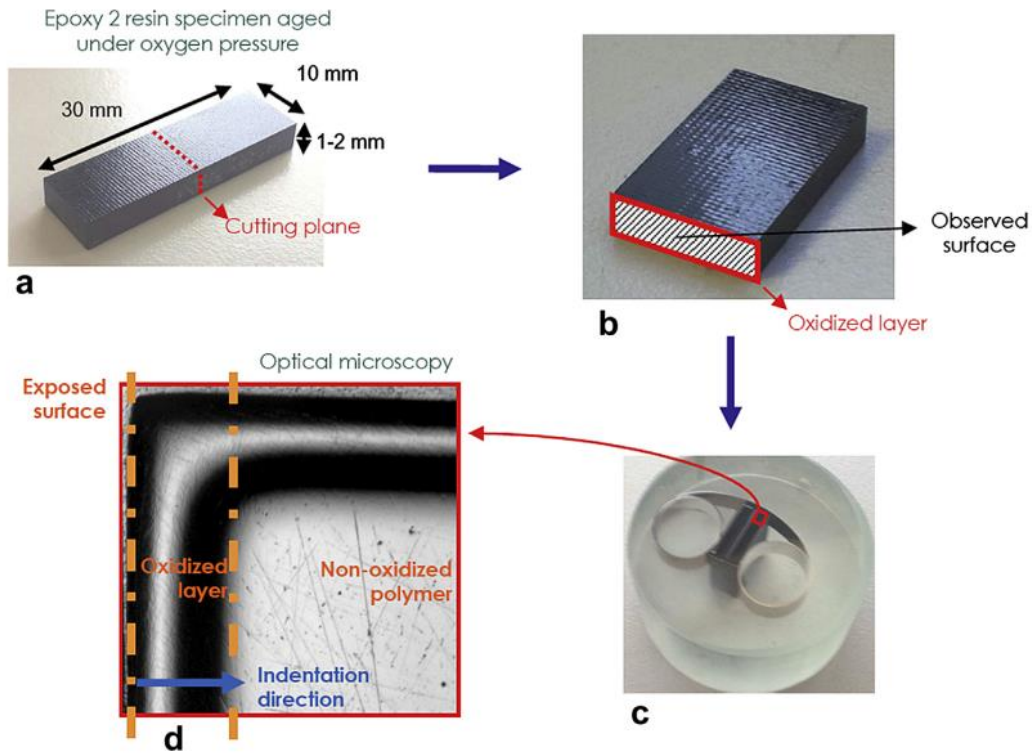 Epoxy 2 resin specimen aged
under oxygen pressure
10 mm
30 mm
1-2 mm
Cutting plane
a
Observed
surface
Oxidized layer
b
Optical microscopy
Exposed
surface
Oxidized
layer
Non-oxidized
polymer
Indentation
direction
d
c